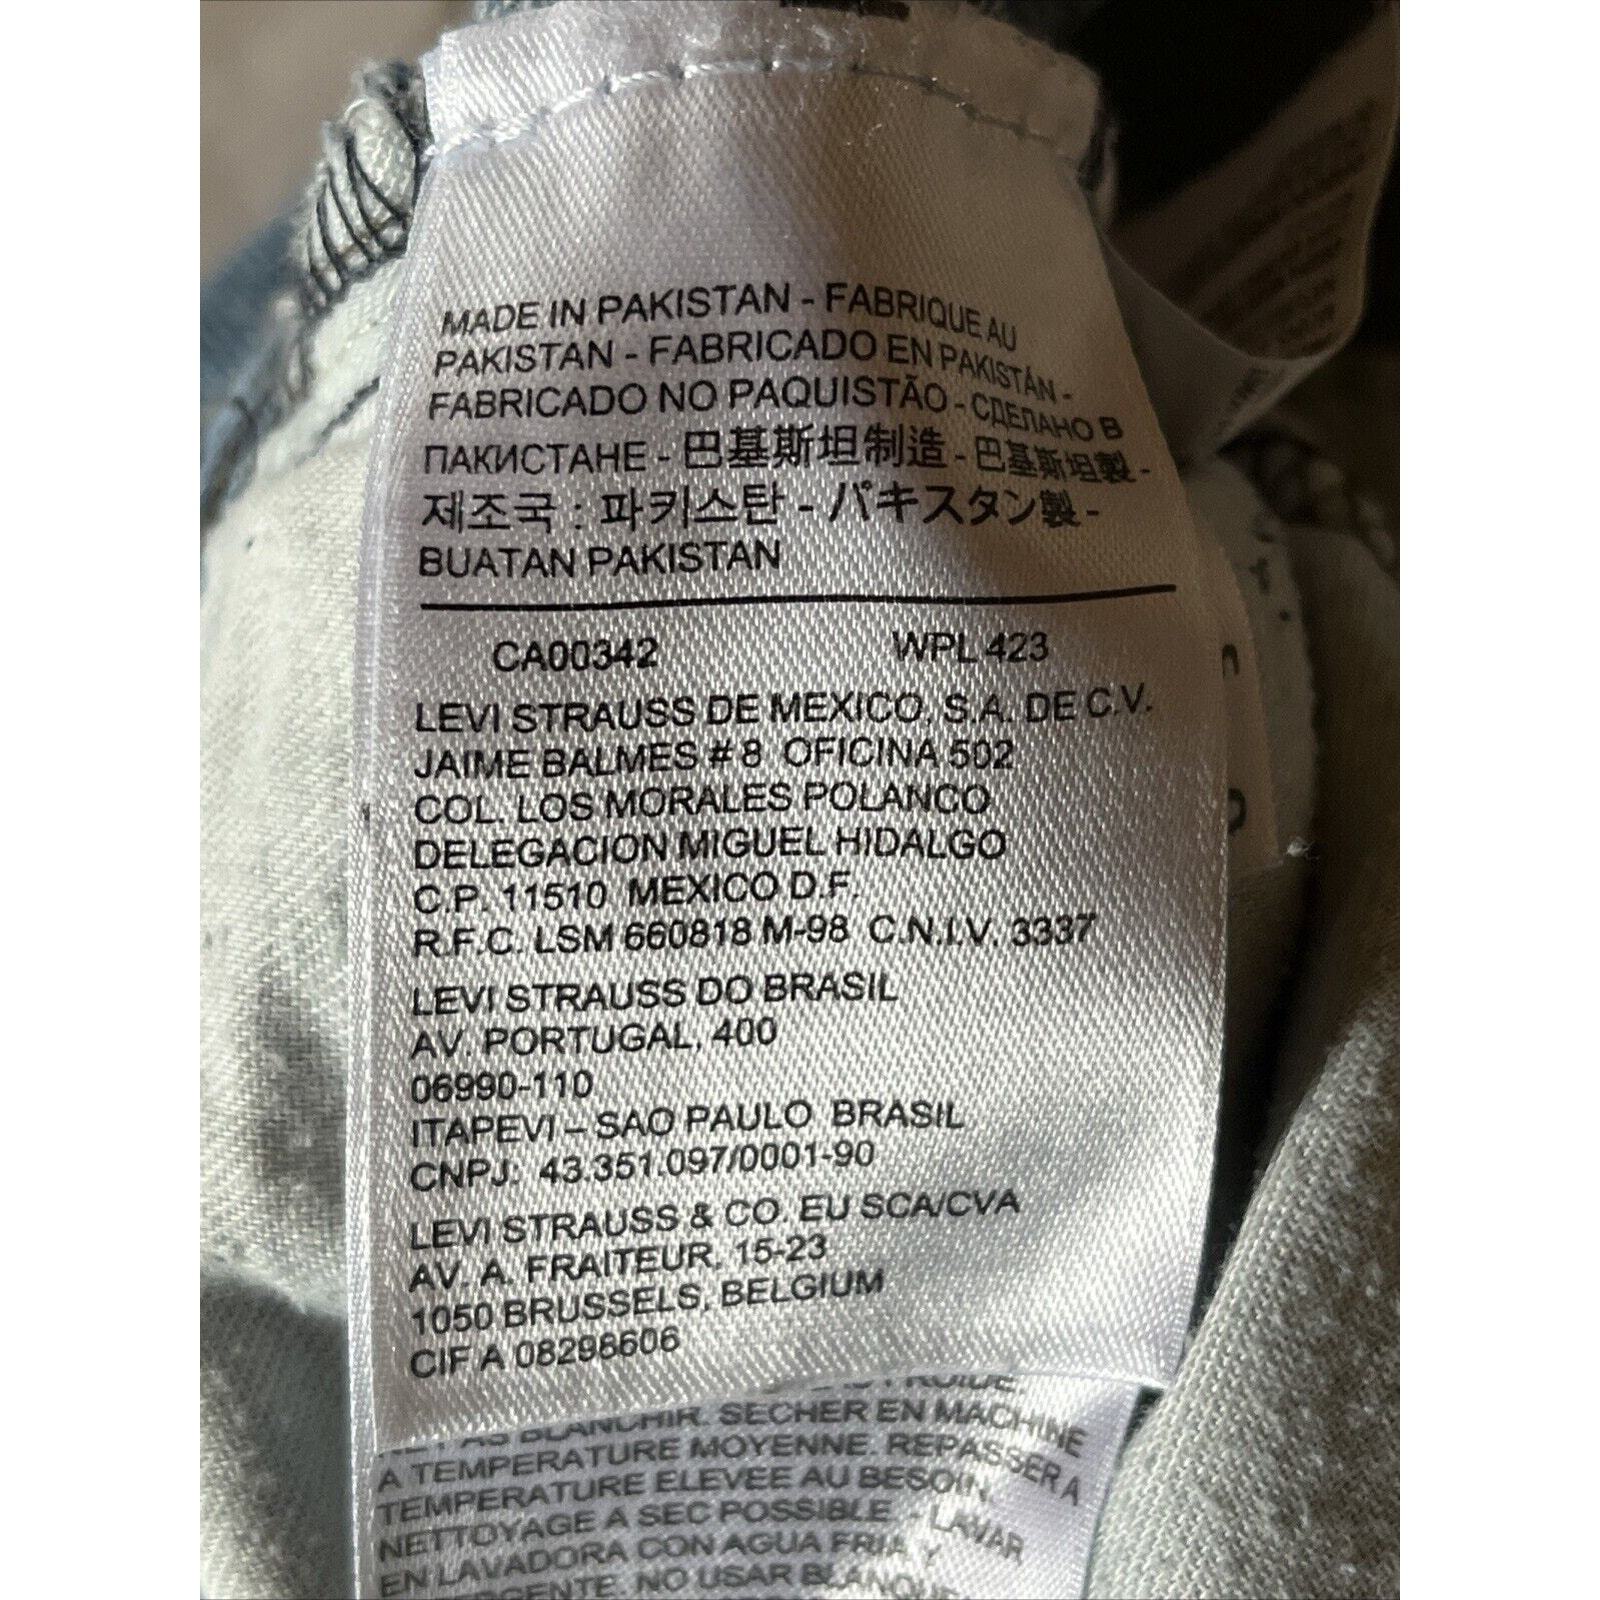 MADE IN PAKISTAN - FABRIQUE AU
PAKISTAN - FABRICADO EN PAKISTÁN -
FABRICADO NO PAQUISTÃO - СДЕЛАНО В
ПАКИСТАНЕ - 巴基斯坦制造 - 巴基斯坦製 -
제조국 : 파키스탄 - パキスタン製 -
BUATAN PAKISTAN
CA00342 WPL 423
LEVI STRAUSS DE MEXICO, S.A. DE C.V.
JAIME BALMES # 8 OFICINA 502
COL. LOS MORALES POLANCO
DELEGACION MIGUEL HIDALGO
C.P. 11510 MEXICO D.F.
R.F.C. LSM 660818 M-98 C.N.I.V. 3337
LEVI STRAUSS DO BRASIL
AV. PORTUGAL, 400
06990-110
ITAPEVI – SAO PAULO BRASIL
CNPJ: 43.351.097/0001-90
LEVI STRAUSS & CO. EU SCA/CVA
AV. A. FRAITEUR, 15-23
1050 BRUSSELS, BELGIUM
CIF A 08298606
PAS BLANCHIR. SECHER EN MACHINE
A TEMPERATURE MOYENNE. REPASSER A
TEMPERATURE ELEVEE AU BESOIN.
NETTOYAGE A SEC POSSIBLE. - LAVAR
EN LAVADORA CON AGUA FRIA Y
NO USAR